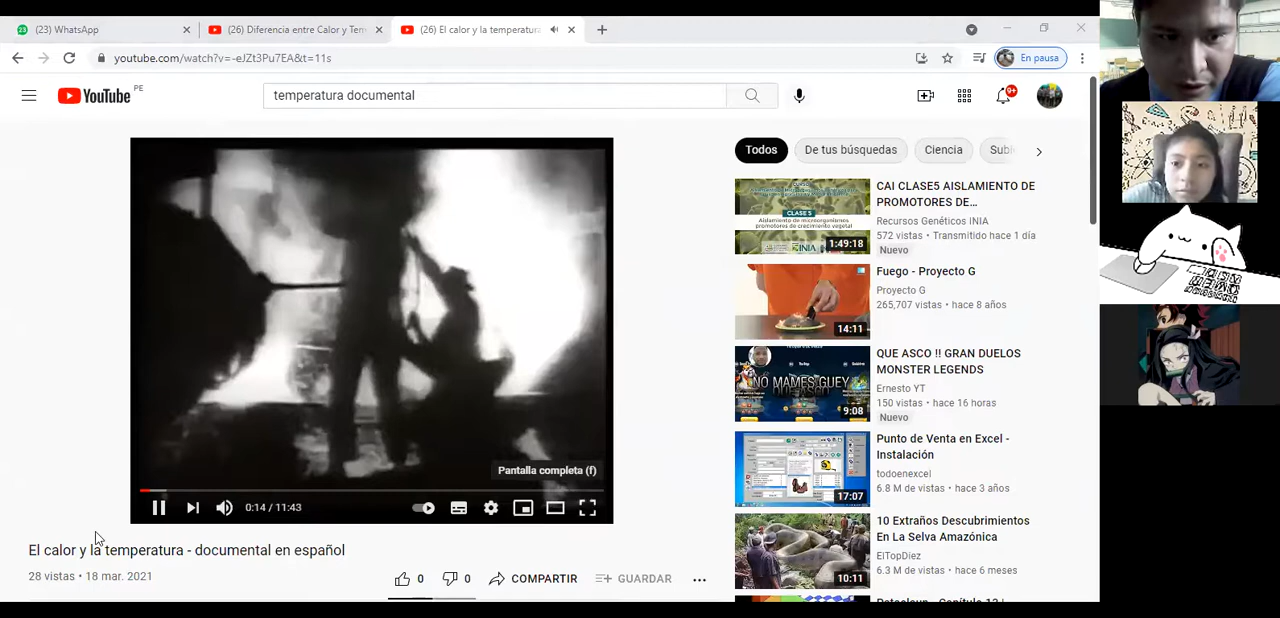 (23) WhatsApp
(26) Diferencia entre Calor y Tem
(26) El calor y la temperatura
youtube.com/watch?v=-eJZt3Pu7EA&t=11s
En pausa
YouTube PE
temperatura documental
9+
Todos
De tus búsquedas
Ciencia
Subi
CAI CLASE5 AISLAMIENTO DE
PROMOTORES DE...
Recursos Genéticos INIA
572 vistas • Transmitido hace 1 día
Nuevo
CLASE 5
INIA
1:49:18
Fuego - Proyecto G
Proyecto G
265,707 vistas • hace 8 años
14:11
QUE ASCO !! GRAN DUELOS
MONSTER LEGENDS
Ernesto YT
150 vistas • hace 16 horas
Nuevo
NO MAMES GUEY
9:08
Punto de Venta en Excel -
Instalación
todoenexcel
6.8 M de vistas • hace 3 años
17:07
10 Extraños Descubrimientos
En La Selva Amazónica
ElTopDiez
6.3 M de vistas • hace 6 meses
10:11
Pantalla completa (f)
0:14 / 11:43
El calor y la temperatura - documental en español
28 vistas • 18 mar. 2021
0
0
COMPARTIR
GUARDAR